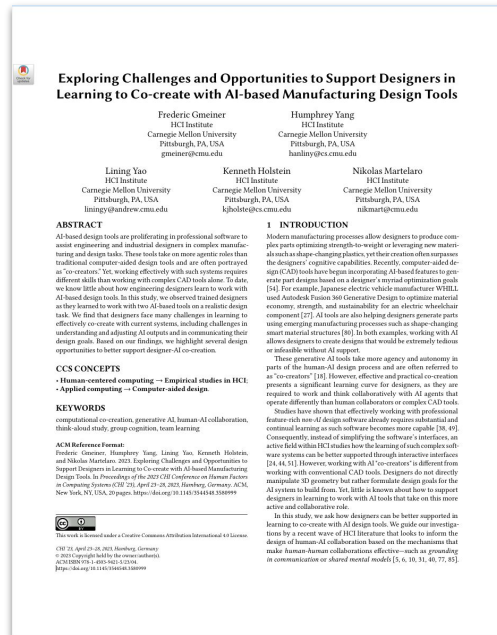 Exploring Challenges and Opportunities to Support Designers in
Learning to Co-create with AI-based Manufacturing Design Tools
Frederic Gmeiner
HCI Institute
Carnegie Mellon University
Pittsburgh, PA, USA
gmeiner@cmu.edu
Humphrey Yang
HCI Institute
Carnegie Mellon University
Pittsburgh, PA, USA
hanliny@cs.cmu.edu
Lining Yao
HCI Institute
Carnegie Mellon University
Pittsburgh, PA, USA
liningy@andrew.cmu.edu
Kenneth Holstein
HCI Institute
Carnegie Mellon University
Pittsburgh, PA, USA
kjholste@cs.cmu.edu
Nikolas Martelaro
HCI Institute
Carnegie Mellon University
Pittsburgh, PA, USA
nikmart@cmu.edu
ABSTRACT
AI-based design tools are proliferating in professional software to
assist engineering and industrial designers in complex manufac-
turing and design tasks. These tools take on more agentic roles than
traditional computer-aided design tools and are often portrayed
as “co-creators.” Yet, working effectively with such systems requires
different skills than working with complex CAD tools alone. To date,
we know little about how engineering designers learn to work with
AI-based design tools. In this study, we observed trained designers
as they learned to work with two AI-based tools on a realistic design
task. We find that designers face many challenges in learning to
effectively co-create with current systems, including challenges in
understanding and adjusting AI outputs and in communicating their
design goals. Based on our findings, we highlight several design
opportunities to better support designer-AI co-creation.
CCS CONCEPTS
• Human-centered computing → Empirical studies in HCI;
• Applied computing → Computer-aided design.
KEYWORDS
computational co-creation, generative AI, human-AI collaboration,
think-aloud study, group cognition, team learning
ACM Reference Format:
Frederic Gmeiner, Humphrey Yang, Lining Yao, Kenneth Holstein,
and Nikolas Martelaro. 2023. Exploring Challenges and Opportunities to
Support Designers in Learning to Co-create with AI-based Manufacturing
Design Tools. In Proceedings of the 2023 CHI Conference on Human Factors
in Computing Systems (CHI ’23), April 23–28, 2023, Hamburg, Germany. ACM,
New York, NY, USA, 20 pages. https://doi.org/10.1145/3544548.3580999
This work is licensed under a Creative Commons Attribution International 4.0 License.
CHI ’23, April 23–28, 2023, Hamburg, Germany
© 2023 Copyright held by the owner/author(s).
ACM ISBN 978-1-4503-9421-5/23/04.
https://doi.org/10.1145/3544548.3580999
1 INTRODUCTION
Modern manufacturing processes allow designers to produce com-
plex parts optimizing strength-to-weight or leveraging new materi-
als such as shape-changing plastics, yet their creation often surpasses
the designers’ cognitive capabilities. Recently, computer-aided de-
sign (CAD) tools have begun incorporating AI-based features to gen-
erate part designs based on a designer’s myriad optimization goals
[54]. For example, Japanese electric vehicle manufacturer WHILL
used Autodesk Fusion 360 Generative Design to optimize material
economy, strength, and sustainability for an electric wheelchair
component [27]. AI tools are also helping designers generate parts
using emerging manufacturing processes such as shape-changing
smart material structures [80]. In both examples, working with AI
allows designers to create designs that would be extremely tedious
or infeasible without AI support.
These generative AI tools take more agency and autonomy in
parts of the human-AI design process and are often referred to
as “co-creators” [18]. However, effective and practical co-creation
presents a significant learning curve for designers, as they are
required to work and think collaboratively with AI agents that
operate differently than human collaborators or complex CAD tools.
Studies have shown that effectively working with professional
feature-rich non-AI design software already requires substantial and
continual learning as such software becomes more capable [38, 49].
Consequently, instead of simplifying the software’s interfaces, an
active field within HCI studies how the learning of such complex soft-
ware systems can be better supported through interactive interfaces
[24, 44, 51]. However, working with AI “co-creators” is different from
working with conventional CAD tools. Designers do not directly
manipulate 3D geometry but rather formulate design goals for the
AI system to build from. Yet, little is known about how to support
designers in learning to work with AI tools that take on this more
active and collaborative role.
In this study, we ask how designers can be better supported in
learning to co-create with AI design tools. We guide our investiga-
tions by a recent wave of HCI literature that looks to inform the
design of human-AI collaboration based on the mechanisms that
make human-human collaborations effective—such as grounding
in communication or shared mental models [5, 6, 10, 31, 40, 77, 85].